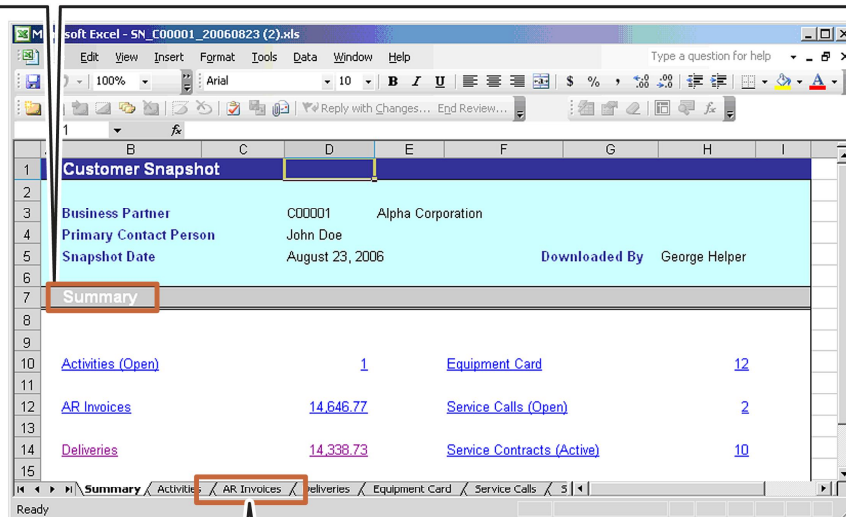 soft Excel - SN_C00001_20060823 (2).xls
Edit View Insert Format Tools Data Window Help Type a question for help
100% Arial 10 B I U $ % ,
Reply with Changes... End Review...
1 fx
B C D E F G H I
1 Customer Snapshot
2
3 Business Partner C00001 Alpha Corporation
4 Primary Contact Person John Doe
5 Snapshot Date August 23, 2006 Downloaded By George Helper
6
7 Summary
8
9
10 Activities (Open) 1 Equipment Card 12
11
12 AR Invoices 14,646.77 Service Calls (Open) 2
13
14 Deliveries 14,338.73 Service Contracts (Active) 10
15
Summary Activities AR Invoices Deliveries Equipment Card Service Calls S
Ready